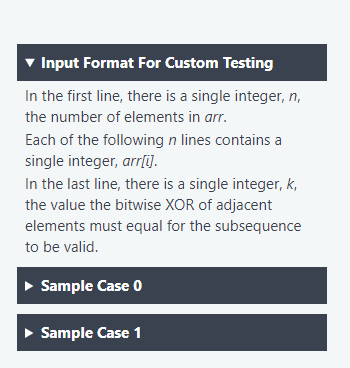 ▼ Input Format For Custom Testing
In the first line, there is a single integer, n,
the number of elements in arr.
Each of the following n lines contains a
single integer, arr[i].
In the last line, there is a single integer, k,
the value the bitwise XOR of adjacent
elements must equal for the subsequence
to be valid.
▶ Sample Case 0
▶ Sample Case 1